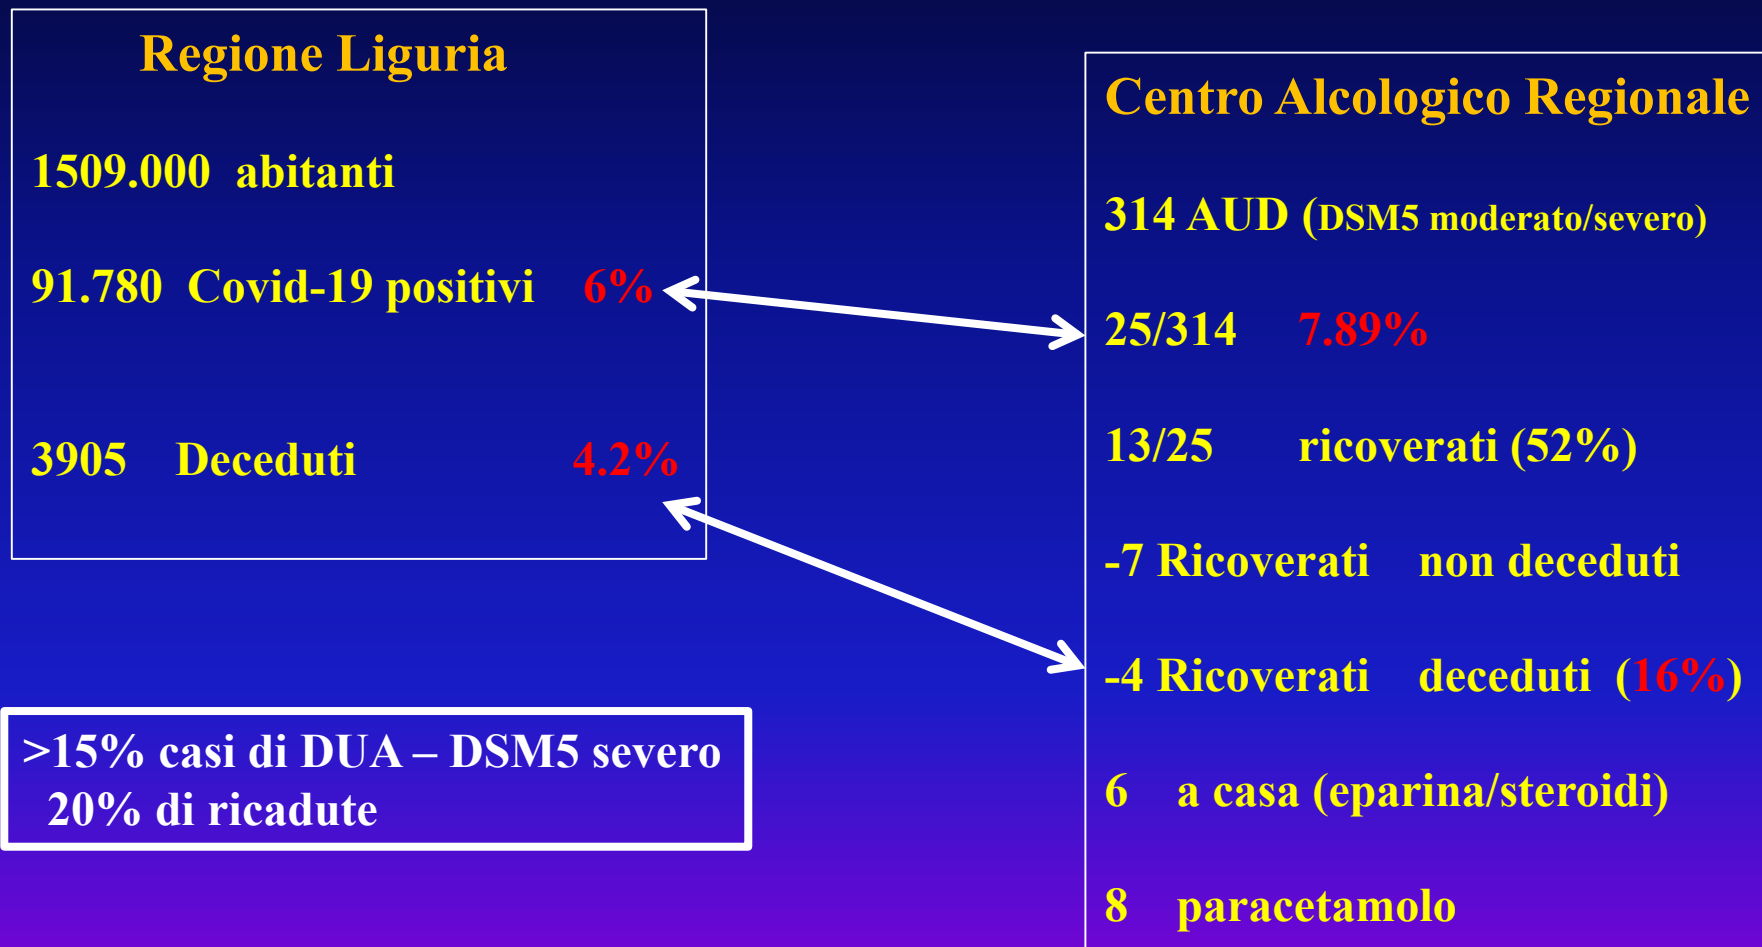 Regione Liguria
1509.000 abitanti
91.780 Covid-19 positivi 6%
3905 Deceduti 4.2%
>15% casi di DUA – DSM5 severo
20% di ricadute
Centro Alcologico Regionale
314 AUD (DSM5 moderato/severo)
25/314 7.89%
13/25 ricoverati (52%)
-7 Ricoverati non deceduti
-4 Ricoverati deceduti (16%)
6 a casa (eparina/steroidi)
8 paracetamolo